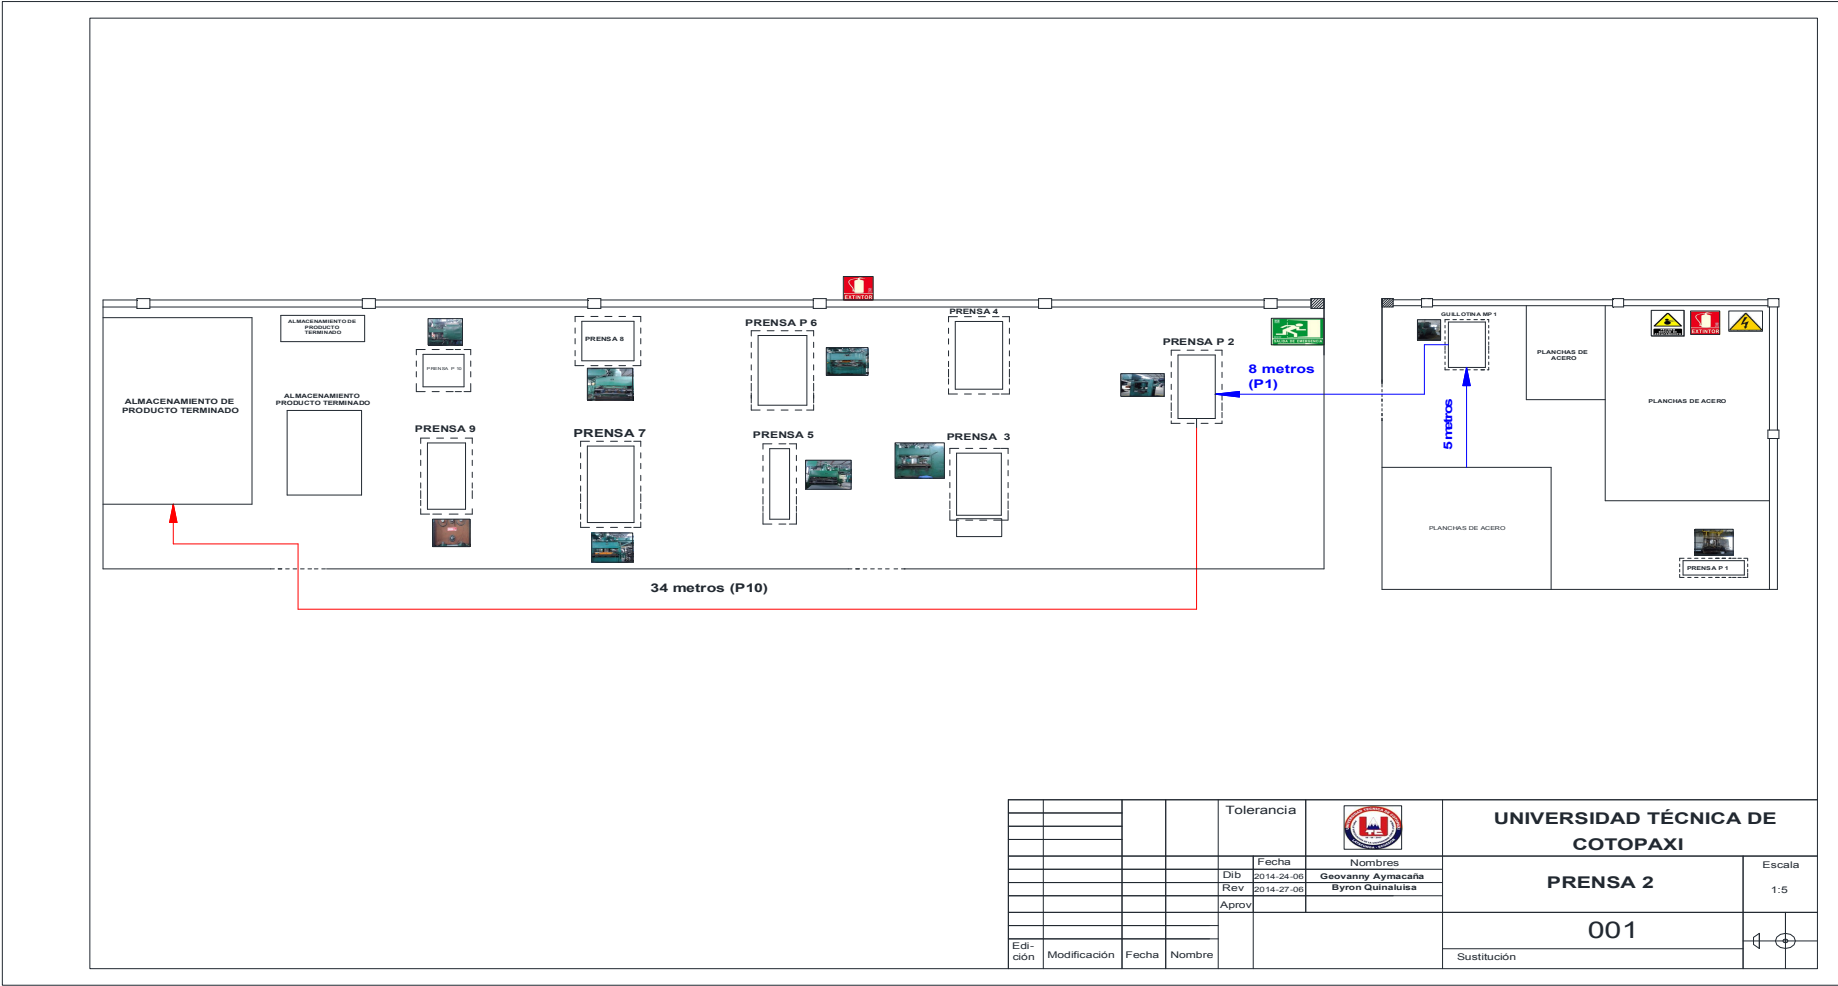 EXTINTOR
ALMACENAMIENTO DE
PRODUCTO TERMINADO
ALMACENAMIENTO DE
PRODUCTO
TERMINADO
ALMACENAMIENTO
PRODUCTO TERMINADO
PRENSA P 10
PRENSA 9
PRENSA 8
PRENSA 7
PRENSA P 6
PRENSA 5
PRENSA 4
PRENSA 3
PRENSA P 2
SALIDA DE EMERGENCIA
8 metros
(P1)
34 metros (P10)
GUILLOTINA MP 1
5 metros
PLANCHAS DE
ACERO
EXTINTOR
PLANCHAS DE ACERO
PLANCHAS DE ACERO
PRENSA P 1
Tolerancia
UNIVERSIDAD TÉCNICA DE
COTOPAXI
Fecha Nombres
Dib 2014-24-06 Geovanny Aymacaña
Rev 2014-27-06 Byron Quinaluisa
Aprov
PRENSA 2
Escala
1:5
001
Edi-
ción Modificación Fecha Nombre
Sustitución